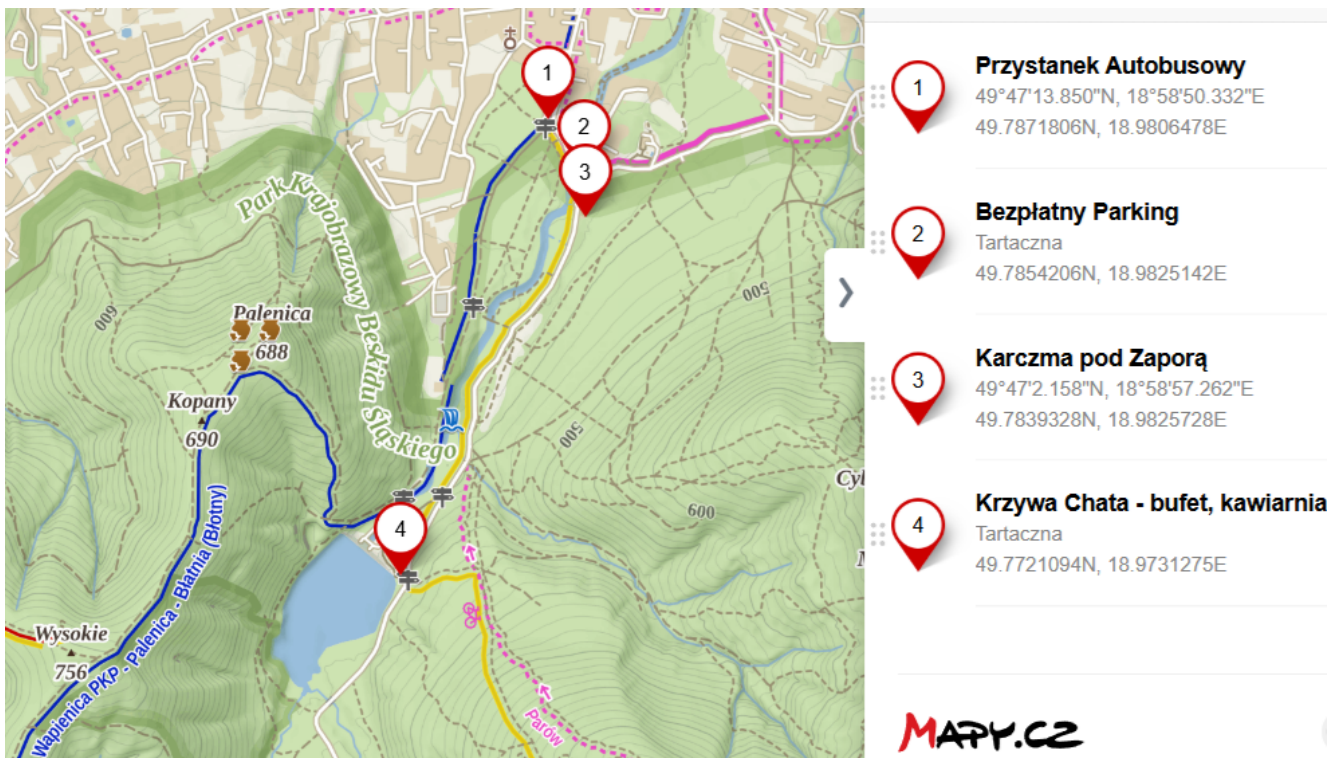 1
2
3
Park Krajobrazowy Beskidu Śląskiego
600
Palenica
688
Kopany
690
500
500
600
4
Wysokie
756
Wapienica PKP - Palenica - Błatnia (Błotny)
Parów
1
Przystanek Autobusowy
49°47'13.850"N, 18°58'50.332"E
49.7871806N, 18.9806478E
2
Bezpłatny Parking
Tartaczna
49.7854206N, 18.9825142E
3
Karczma pod Zaporą
49°47'2.158"N, 18°58'57.262"E
49.7839328N, 18.9825728E
4
Krzywa Chata - bufet, kawiarnia
Tartaczna
49.7721094N, 18.9731275E
MAPY.CZ